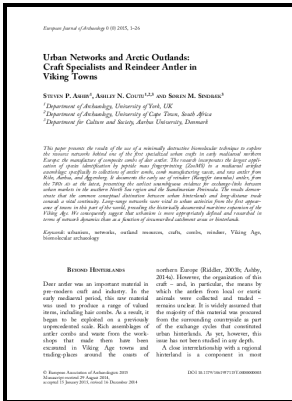 European Journal of Archaeology 0 (0) 2015, 1–26
Urban Networks and Arctic Outlands:
Craft Specialists and Reindeer Antler in
Viking Towns
STEVEN P. ASHBY1, ASHLEY N. COUTU1,2,3 AND SØREN M. SINDBÆK3
1Department of Archaeology, University of York, UK
2Department of Archaeology, University of Cape Town, South Africa
3Department for Culture and Society, Aarhus University, Denmark
This paper presents the results of the use of a minimally destructive biomolecular technique to explore
the resource networks behind one of the first specialized urban crafts in early mediaeval northern
Europe: the manufacture of composite combs of deer antler. The research incorporates the largest appli-
cation of species identification by peptide mass fingerprinting (ZooMS) to a mediaeval artefact
assemblage: specifically to collections of antler combs, comb manufacturing waste, and raw antler from
Ribe, Aarhus, and Aggersborg. It documents the early use of reindeer (Rangifer tarandus) antler, from
the 780s AD at the latest, presenting the earliest unambiguous evidence for exchange-links between
urban markets in the southern North Sea region and the Scandinavian Peninsula. The results demon-
strate that the common conceptual distinction between urban hinterlands and long-distance trade
towards a vital continuity. Long-range networks were vital to urban activities from the first appear-
ance of towns in this part of the world, preceding the historically documented maritime expansion of the
Viking Age. We consequently suggest that urbanism is more appropriately defined and researched in
terms of network dynamics than as a function of circumscribed catchment areas or hinterlands.
Keywords: urbanism, networks, outland resources, crafts, combs, reindeer, Viking Age,
biomolecular archaeology
BEYOND HINTERLANDS
Deer antler was an important material in
pre-modern craft and industry. In the
early mediaeval period, this raw material
was used to produce a range of valued
items, including hair combs. As a result, it
began to be exploited on a previously
unprecedented scale. Rich assemblages of
antler combs and waste from the work-
shops that made them have been
excavated in Viking Age towns and
trading-places around the coasts of
northern Europe (Riddler, 2003b; Ashby,
2014a). However, the organization of this
craft – and, in particular, the means by
which the antlers from local or exotic
animals were collected and traded –
remains unclear. It is widely assumed that
the majority of this material was procured
from the surrounding countryside as part
of the exchange cycles that constituted
urban hinterlands. As yet, however, this
issue has not been studied in any depth.
A close interrelationship with a regional
hinterland is a component in most
© European Association of Archaeologists 2015
Manuscript received 29 August 2014,
accepted 13 January 2015, revised 16 December 2014